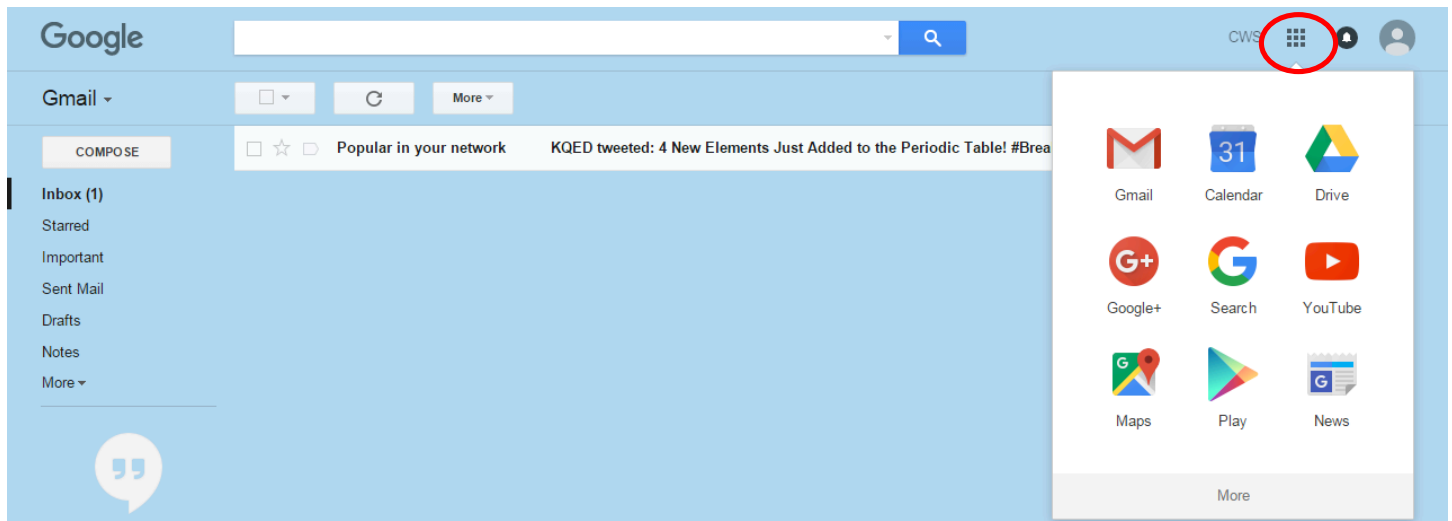 Google
CWS
Gmail
More
COMPOSE
Popular in your network KQED tweeted: 4 New Elements Just Added to the Periodic Table! #Brea
Inbox (1)
Starred
Important
Sent Mail
Drafts
Notes
More
31
Gmail Calendar Drive
G+ G
Google+ Search YouTube
G G
Maps Play News
More